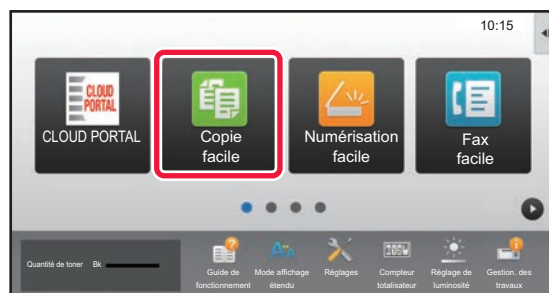 10:15
CLOUD
PORTAL
CLOUD PORTAL
Copie
facile
Numérisation
facile
Fax
facile
Quantité de toner Bk
Guide de
fonctionnement
Mode affichage
étendu
Réglages
Compteur
totalisateur
Réglage de
luminosité
Gestion. des
travaux